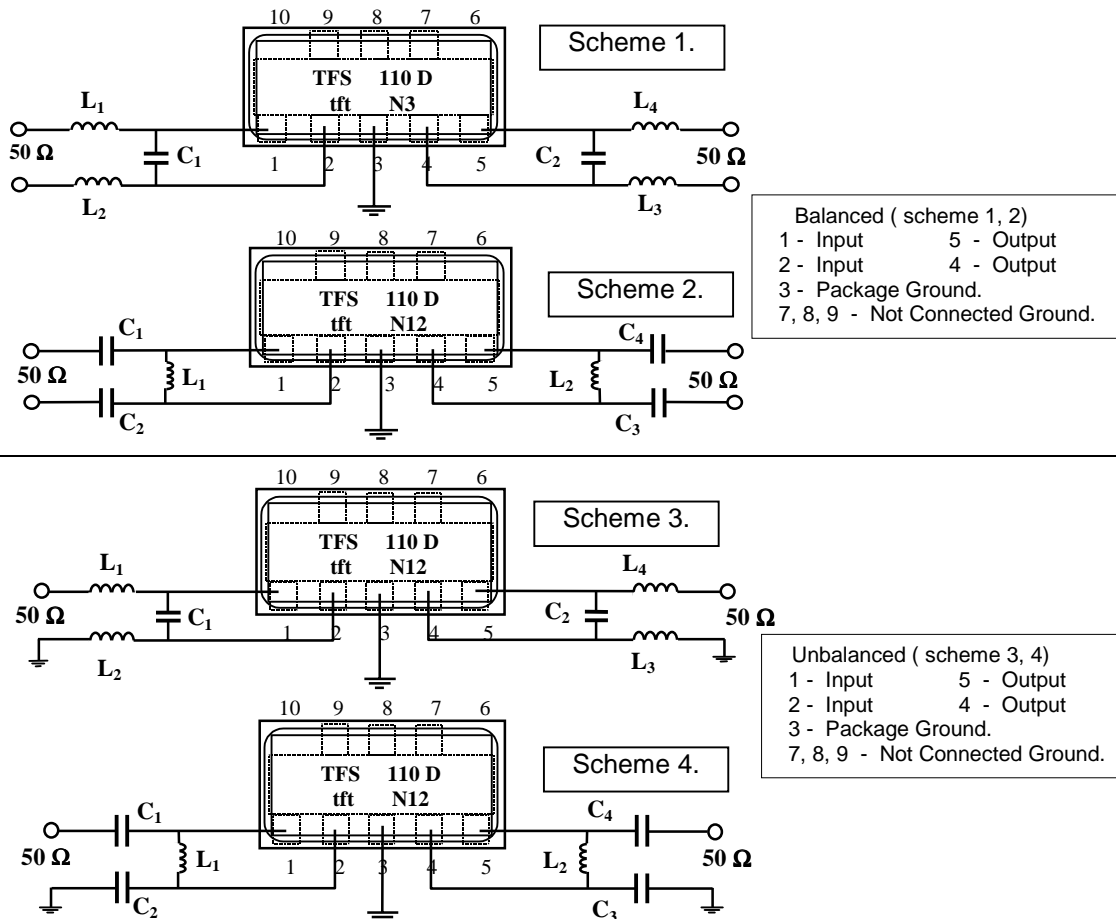 10 9 8 7 6
Scheme 1.
TFS 110 D
tft N3
L1 L4
50 Ω C1 C2 50 Ω
1 2 3 4 5
L2 L3
Balanced ( scheme 1, 2)
1 - Input 5 - Output
2 - Input 4 - Output
3 - Package Ground.
7, 8, 9 - Not Connected Ground.
10 9 8 7 6
Scheme 2.
TFS 110 D
tft N12
C1 C4
50 Ω L1 L2 50 Ω
1 2 3 4 5
C2 C3
10 9 8 7 6
Scheme 3.
TFS 110 D
tft N12
L1 L4
50 Ω C1 C2 50 Ω
1 2 3 4 5
L2 L3
Unbalanced ( scheme 3, 4)
1 - Input 5 - Output
2 - Input 4 - Output
3 - Package Ground.
7, 8, 9 - Not Connected Ground.
10 9 8 7 6
Scheme 4.
TFS 110 D
tft N12
C1 C4
50 Ω L1 L2 50 Ω
1 2 3 4 5
C2 C3